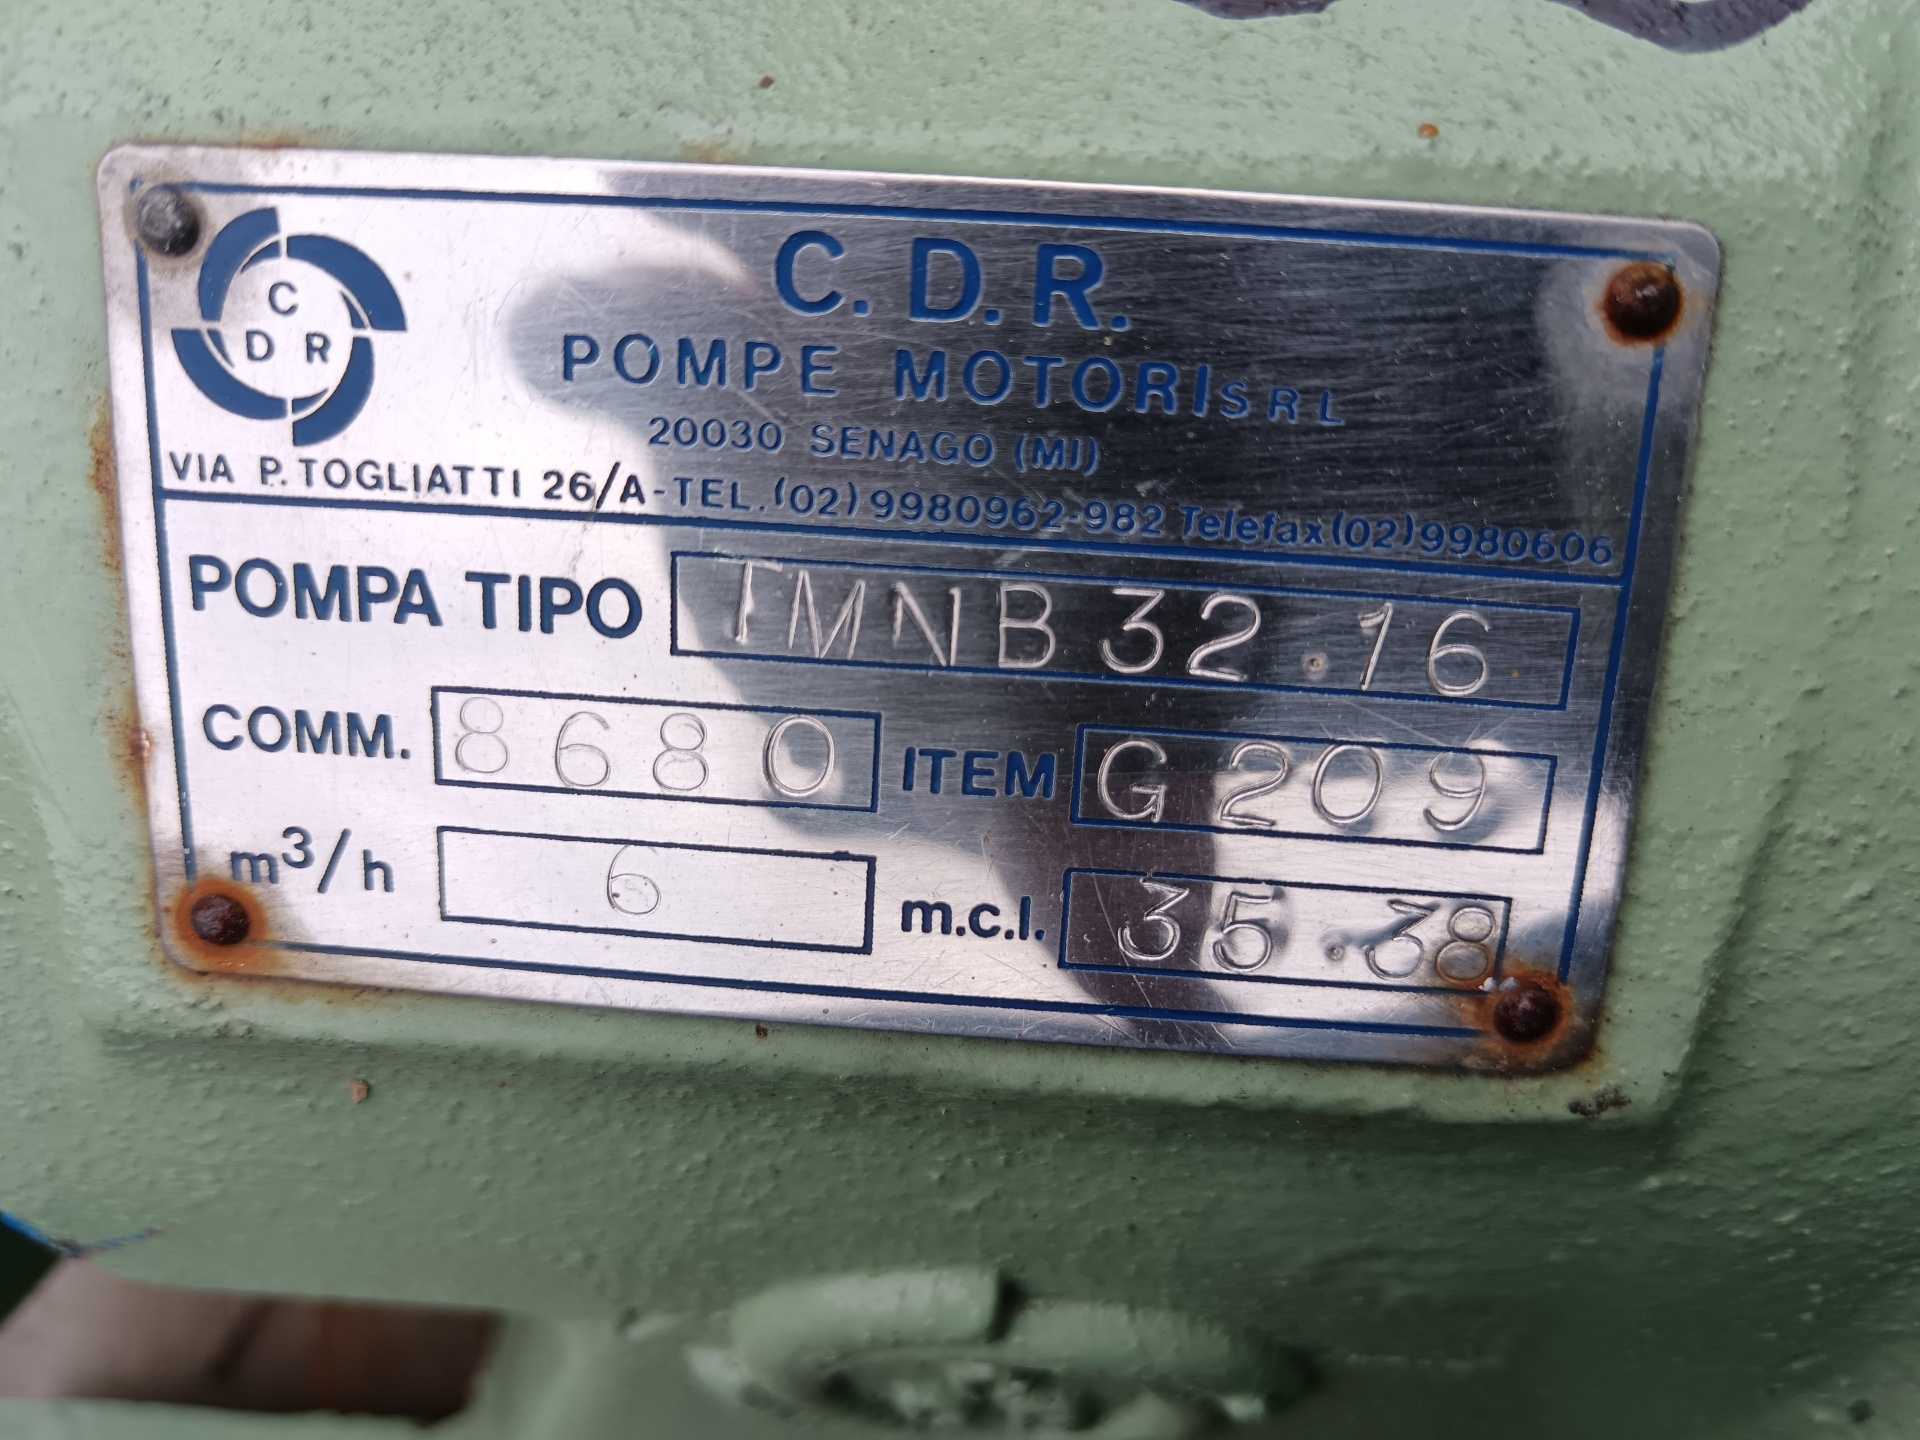 C
D R
C. D. R.
POMPE MOTORI SRL
20030 SENAGO (MI)
VIA P. TOGLIATTI 26/A - TEL. (02) 9980962-982 Telefax (02) 9980606
POMPA TIPO TMNB 32.16
COMM. 8680 ITEM G 209
m³/h 6 m.c.l. 35.38